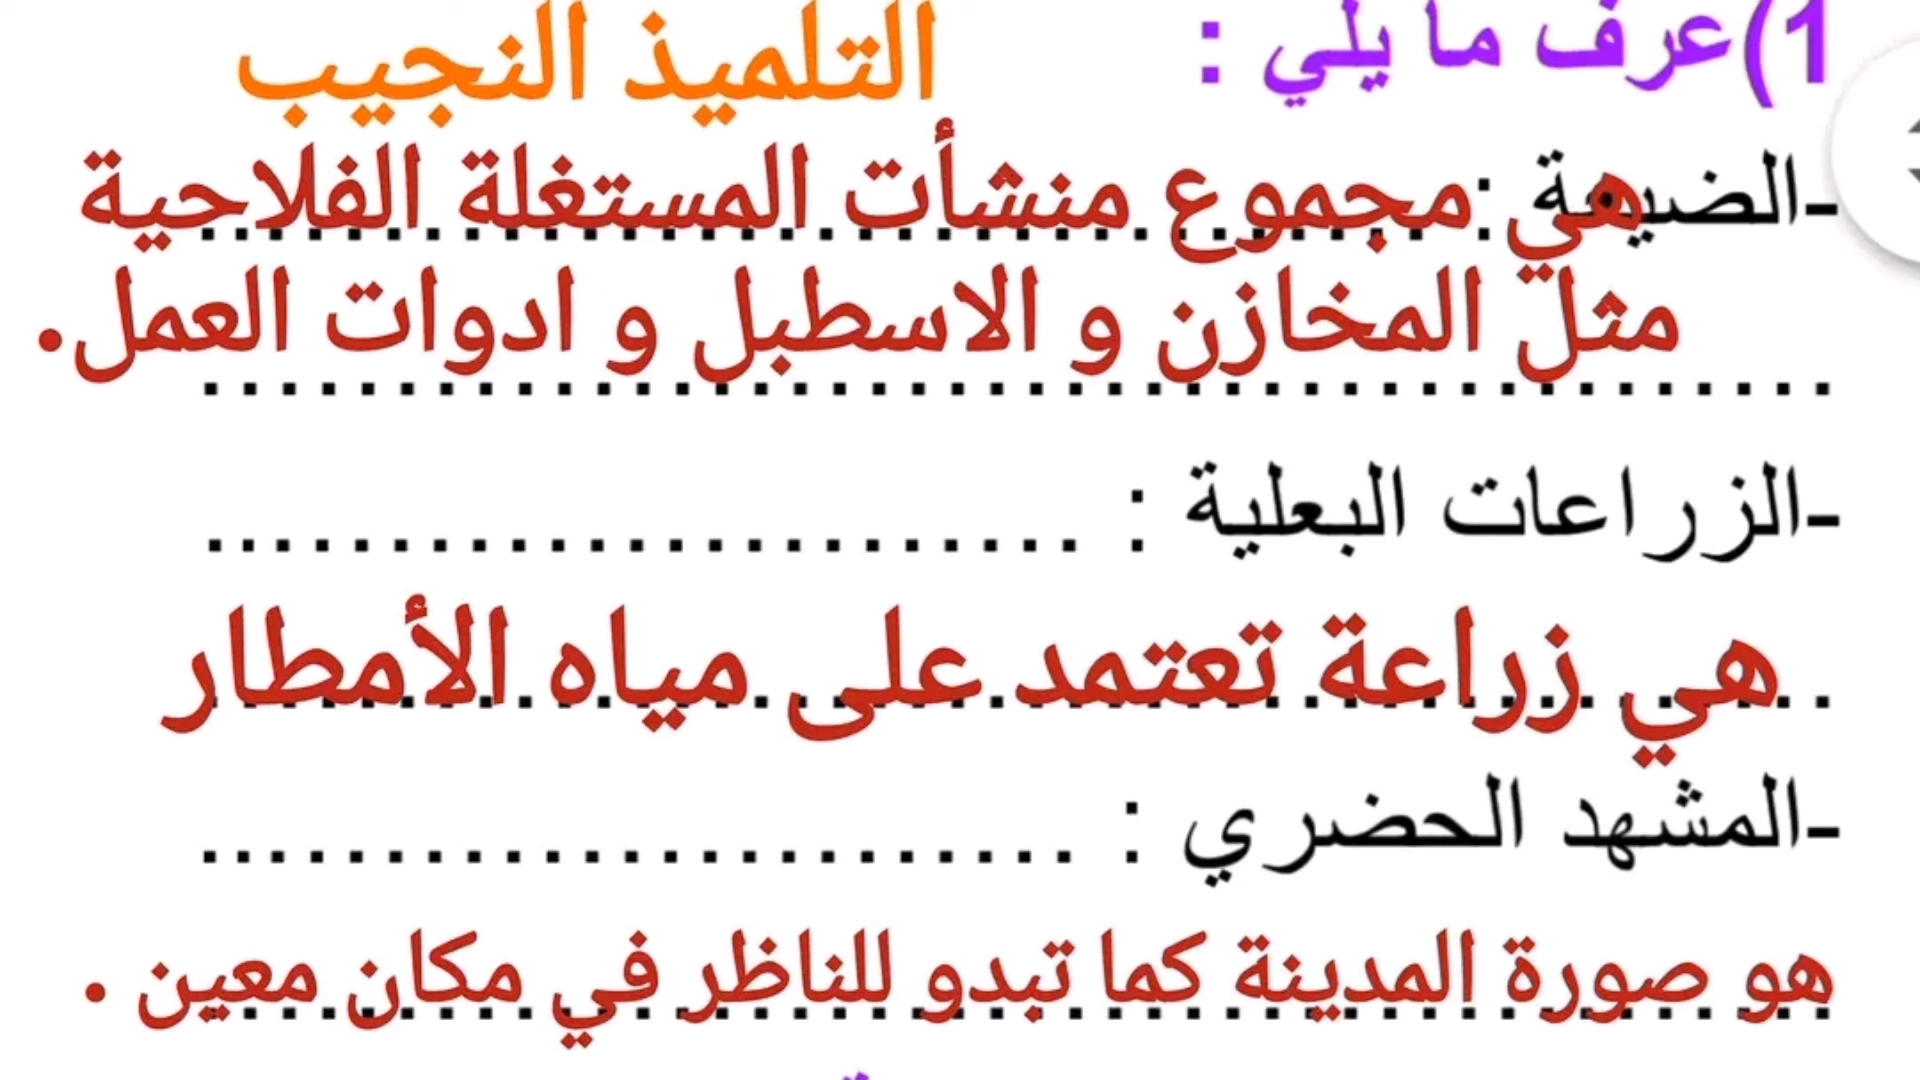 1)عرف ما يلي : التلميذ النجيب
-الضيعة : هي مجموع منشأت المستغلة الفلاحية
مثل المخازن و الاسطبل و ادوات العمل.
-الزراعات البعلية : ......................
هي زراعة تعتمد على مياه الأمطار
-المشهد الحضري : ......................
هو صورة المدينة كما تبدو للناظر في مكان معين .